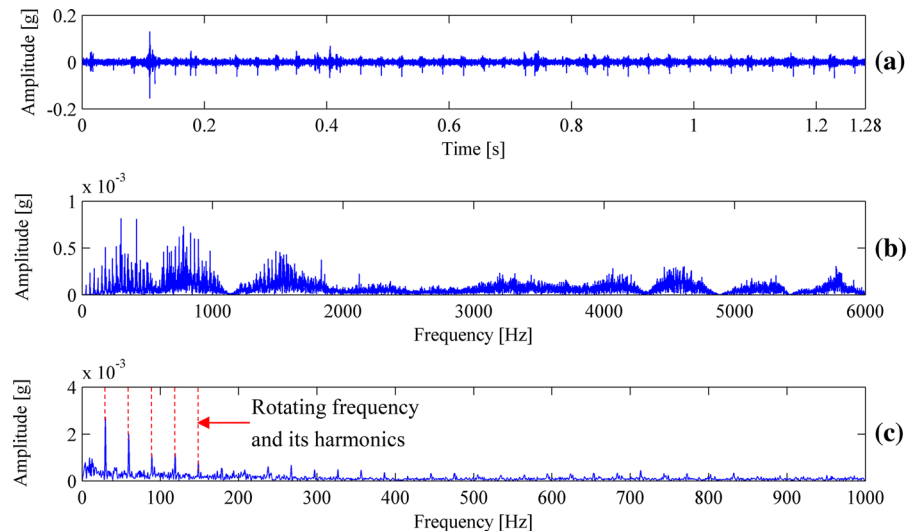 0.2
0
-0.2
Amplitude [g]
0 0.2 0.4 0.6 0.8 1 1.2 1.28
Time [s]
(a)
x 10⁻³
1
0.5
0
Amplitude [g]
0 1000 2000 3000 4000 5000 6000
Frequency [Hz]
(b)
x 10⁻³
4
2
0
Amplitude [g]
Rotating frequency
and its harmonics
0 100 200 300 400 500 600 700 800 900 1000
Frequency [Hz]
(c)